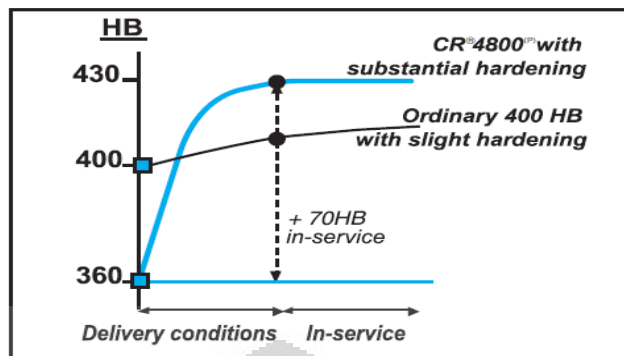 HB
CR®4800⁽ᴾ⁾ with
substantial hardening
430
Ordinary 400 HB
with slight hardening
400
+ 70HB
in-service
360
Delivery conditions In-service